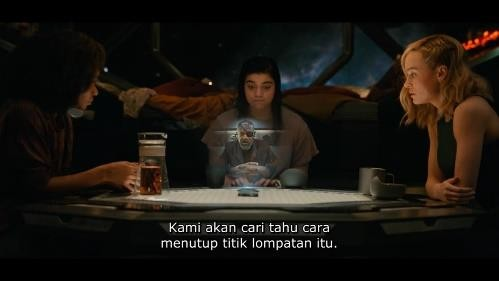 Kami akan cari tahu cara
menutup titik lompatan itu.